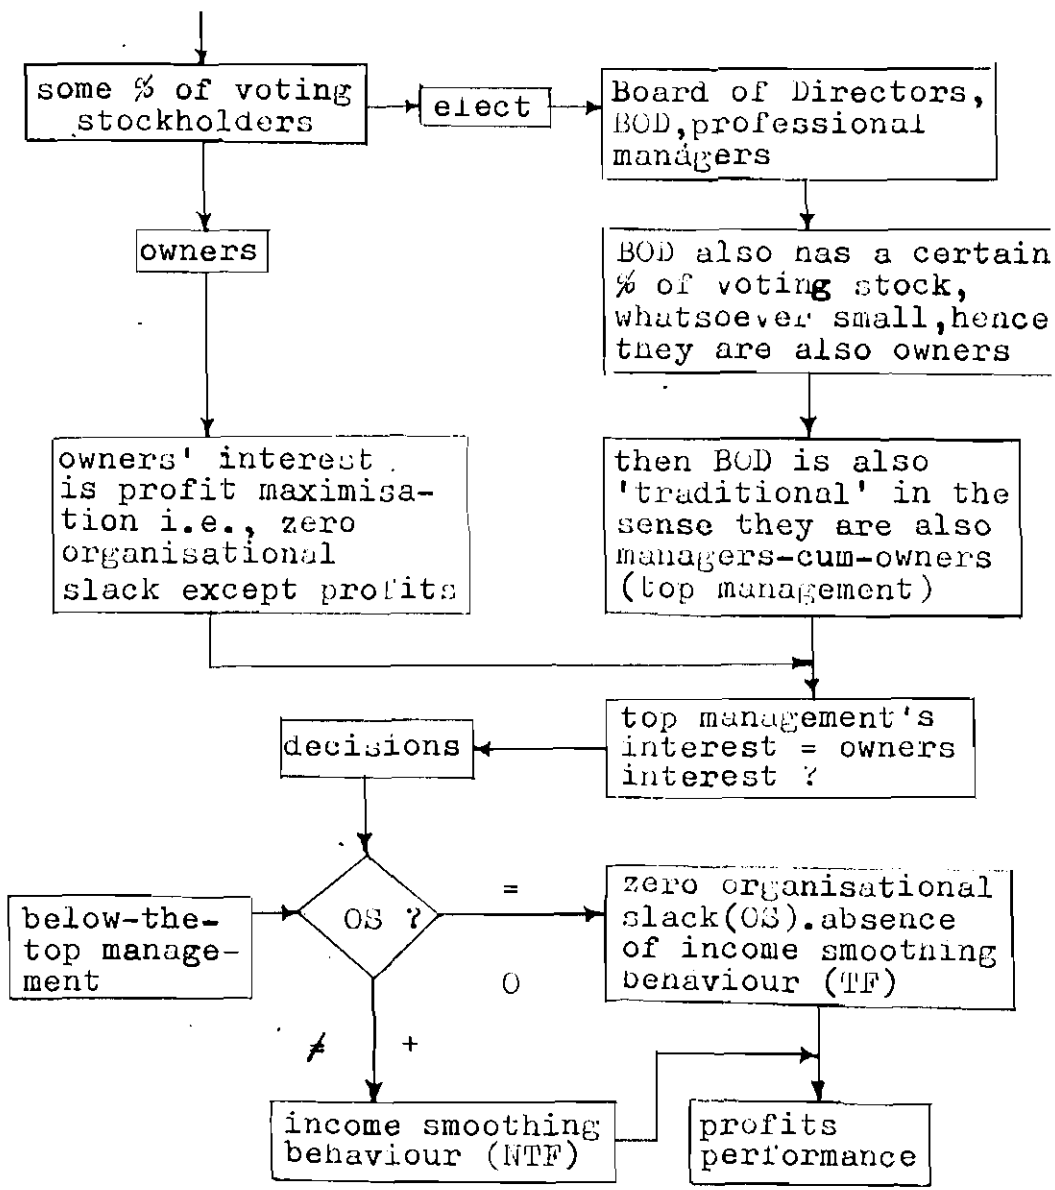 some % of voting
stockholders
elect
Board of Directors,
BOD,professional
managers
owners
BOD also has a certain
% of voting stock,
whatsoever small,hence
they are also owners
owners' interest
is profit maximisa-
tion i.e., zero
organisational
slack except profits
then BOD is also
'traditional' in the
sense they are also
managers-cum-owners
(top management)
top management's
interest = owners
interest ?
decisions
below-the-
top manage-
ment
OS ?
=
0
zero organisational
slack(OS).absence
of income smoothing
behaviour (TF)
≠ +
income smoothing
behaviour (NTF)
profits
performance